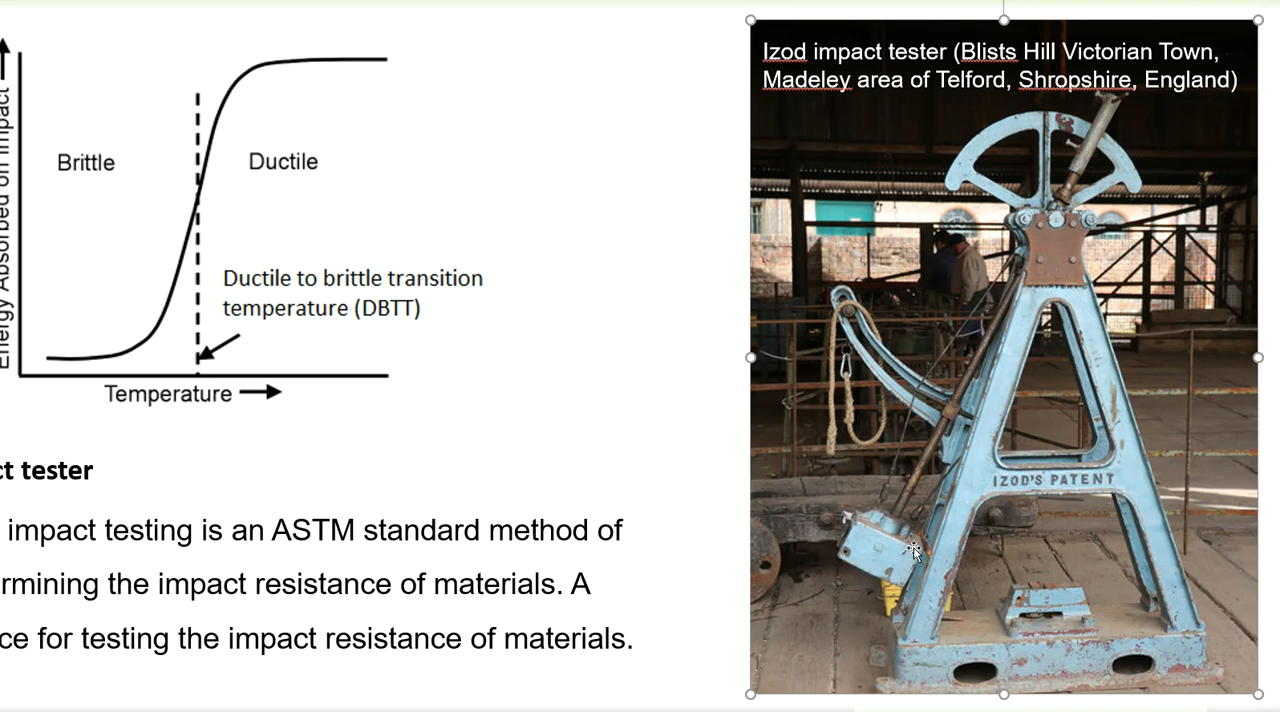 Energy Absorbed on Impact
Brittle
Ductile
Ductile to brittle transition
temperature (DBTT)
Temperature
ct tester
impact testing is an ASTM standard method of
rmining the impact resistance of materials. A
ce for testing the impact resistance of materials.
Izod impact tester (Blists Hill Victorian Town,
Madeley area of Telford, Shropshire, England)
IZOD'S PATENT